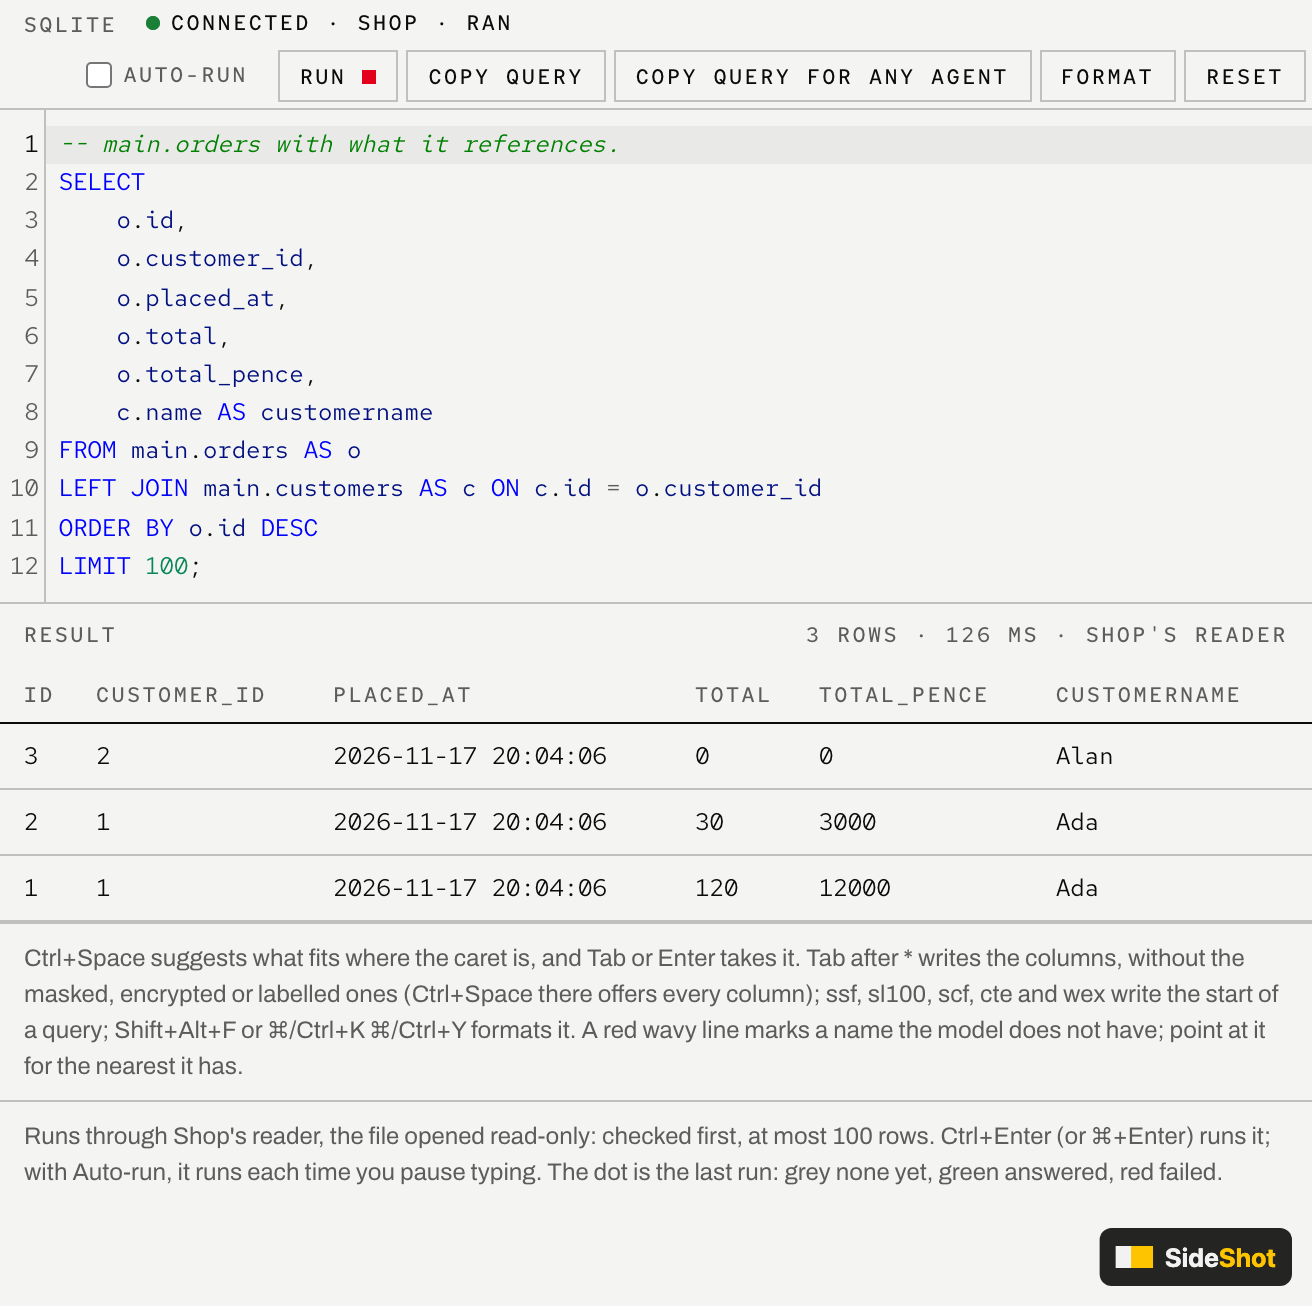 SQLITE CONNECTED · SHOP · RAN
AUTO-RUN RUN COPY QUERY COPY QUERY FOR ANY AGENT FORMAT RESET
1 -- main.orders with what it references.
2 SELECT
3     o.id,
4     o.customer_id,
5     o.placed_at,
6     o.total,
7     o.total_pence,
8     c.name AS customername
9 FROM main.orders AS o
10 LEFT JOIN main.customers AS c ON c.id = o.customer_id
11 ORDER BY o.id DESC
12 LIMIT 100;
RESULT 3 ROWS · 126 MS · SHOP'S READER
ID CUSTOMER_ID PLACED_AT TOTAL TOTAL_PENCE CUSTOMERNAME
3 2 2026-11-17 20:04:06 0 0 Alan
2 1 2026-11-17 20:04:06 30 3000 Ada
1 1 2026-11-17 20:04:06 120 12000 Ada
Ctrl+Space suggests what fits where the caret is, and Tab or Enter takes it. Tab after * writes the columns, without the
masked, encrypted or labelled ones (Ctrl+Space there offers every column); ssf, sl100, scf, cte and wex write the start of
a query; Shift+Alt+F or ⌘/Ctrl+K ⌘/Ctrl+Y formats it. A red wavy line marks a name the model does not have; point at it
for the nearest it has.
Runs through Shop's reader, the file opened read-only: checked first, at most 100 rows. Ctrl+Enter (or ⌘+Enter) runs it;
with Auto-run, it runs each time you pause typing. The dot is the last run: grey none yet, green answered, red failed.
SideShot